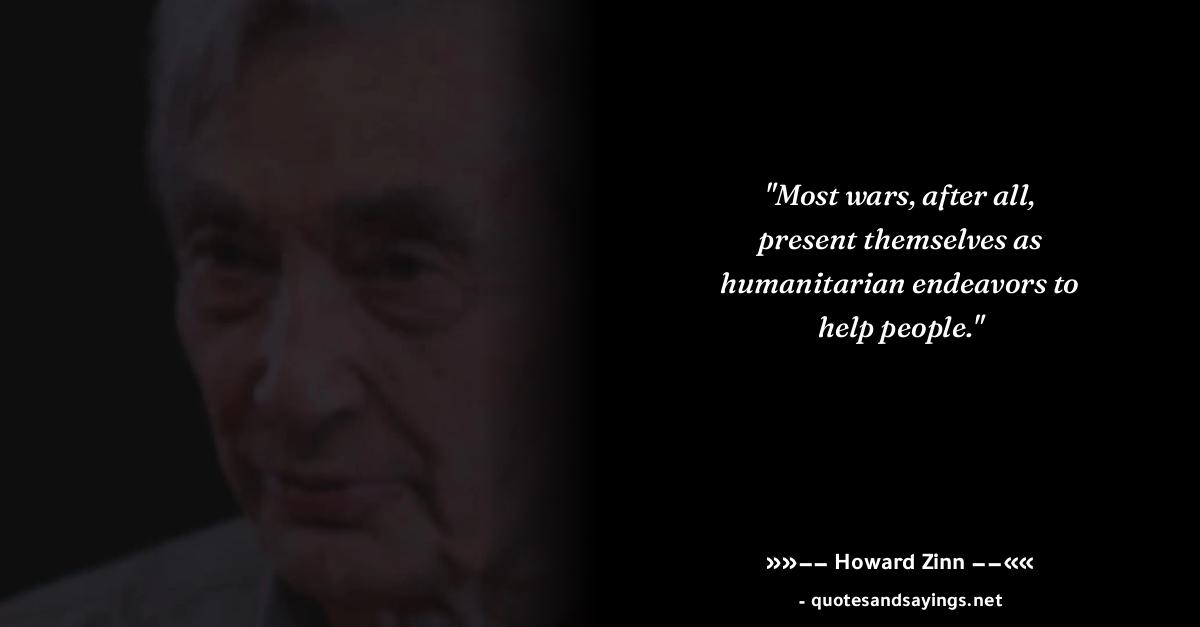 "Most wars, after all,
present themselves as
humanitarian endeavors to
help people."
»»−− Howard Zinn −−««
- quotesandsayings.net